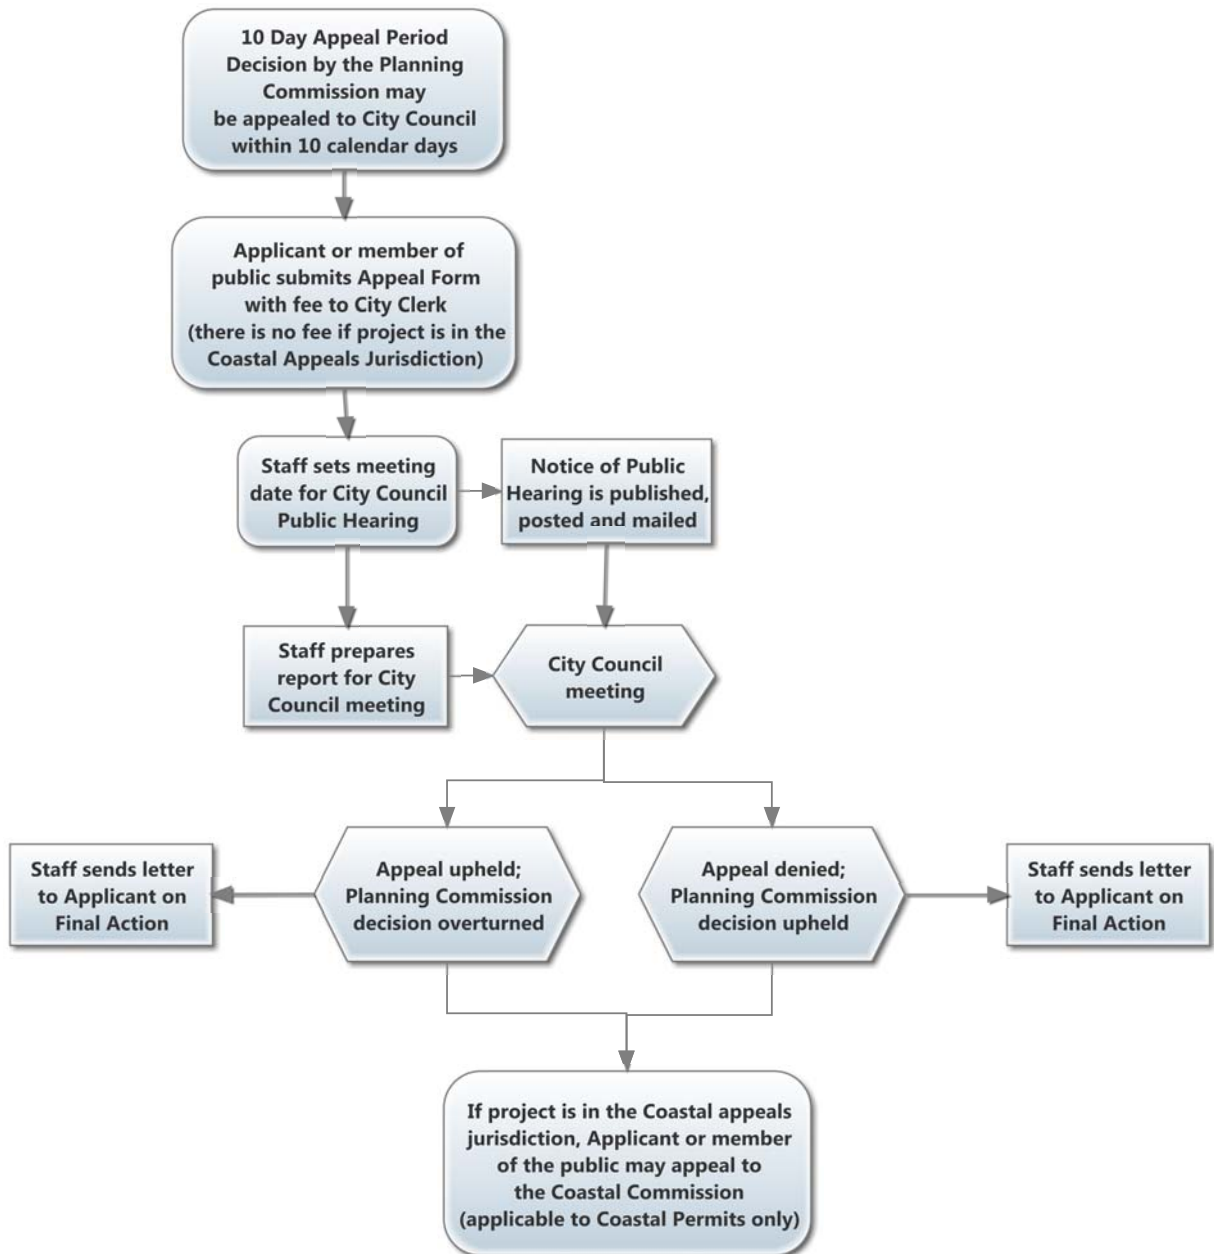 10 Day Appeal Period
Decision by the Planning
Commission may
be appealed to City Council
within 10 calendar days
Applicant or member of
public submits Appeal Form
with fee to City Clerk
(there is no fee if project is in the
Coastal Appeals Jurisdiction)
Staff sets meeting
date for City Council
Public Hearing
Notice of Public
Hearing is published,
posted and mailed
Staff prepares
report for City
Council meeting
City Council
meeting
Staff sends letter
to Applicant on
Final Action
Appeal upheld;
Planning Commission
decision overturned
Appeal denied;
Planning Commission
decision upheld
Staff sends letter
to Applicant on
Final Action
If project is in the Coastal appeals
jurisdiction, Applicant or member
of the public may appeal to
the Coastal Commission
(applicable to Coastal Permits only)